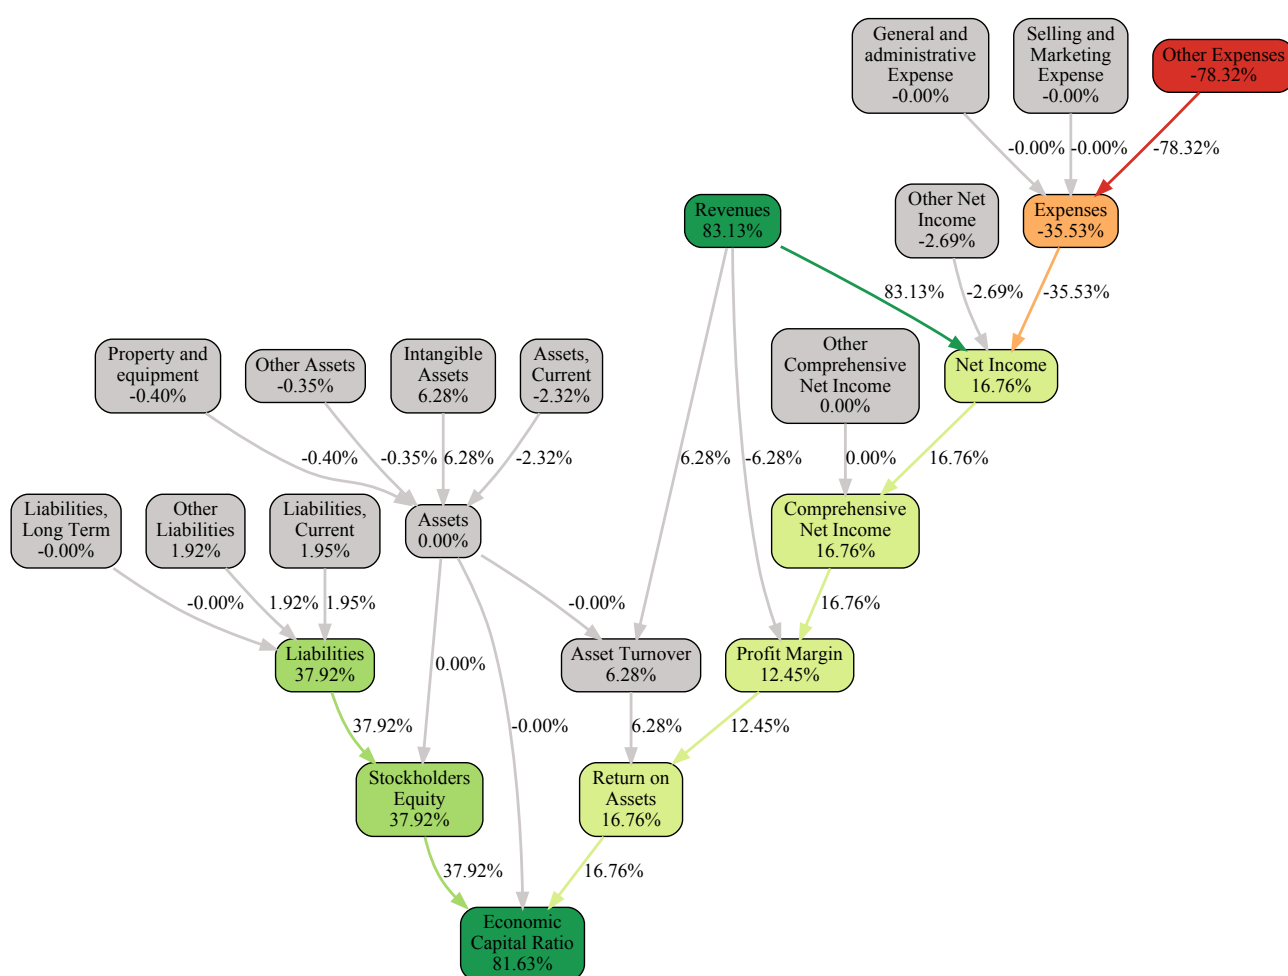 General and
administrative
Expense
-0.00%
Selling and
Marketing
Expense
-0.00%
Other Expenses
-78.32%
-0.00%
-0.00%
-78.32%
Revenues
83.13%
Other Net
Income
-2.69%
Expenses
-35.53%
83.13%
-2.69%
-35.53%
Property and
equipment
-0.40%
Other Assets
-0.35%
Intangible
Assets
6.28%
Assets,
Current
-2.32%
Other
Comprehensive
Net Income
0.00%
Net Income
16.76%
-0.40%
-0.35%
6.28%
-2.32%
6.28%
-6.28%
0.00%
16.76%
Liabilities,
Long Term
-0.00%
Other
Liabilities
1.92%
Liabilities,
Current
1.95%
Assets
0.00%
Comprehensive
Net Income
16.76%
-0.00%
1.92%
1.95%
-0.00%
16.76%
Liabilities
37.92%
0.00%
Asset Turnover
6.28%
Profit Margin
12.45%
37.92%
-0.00%
6.28%
12.45%
Stockholders
Equity
37.92%
Return on
Assets
16.76%
37.92%
16.76%
Economic
Capital Ratio
81.63%